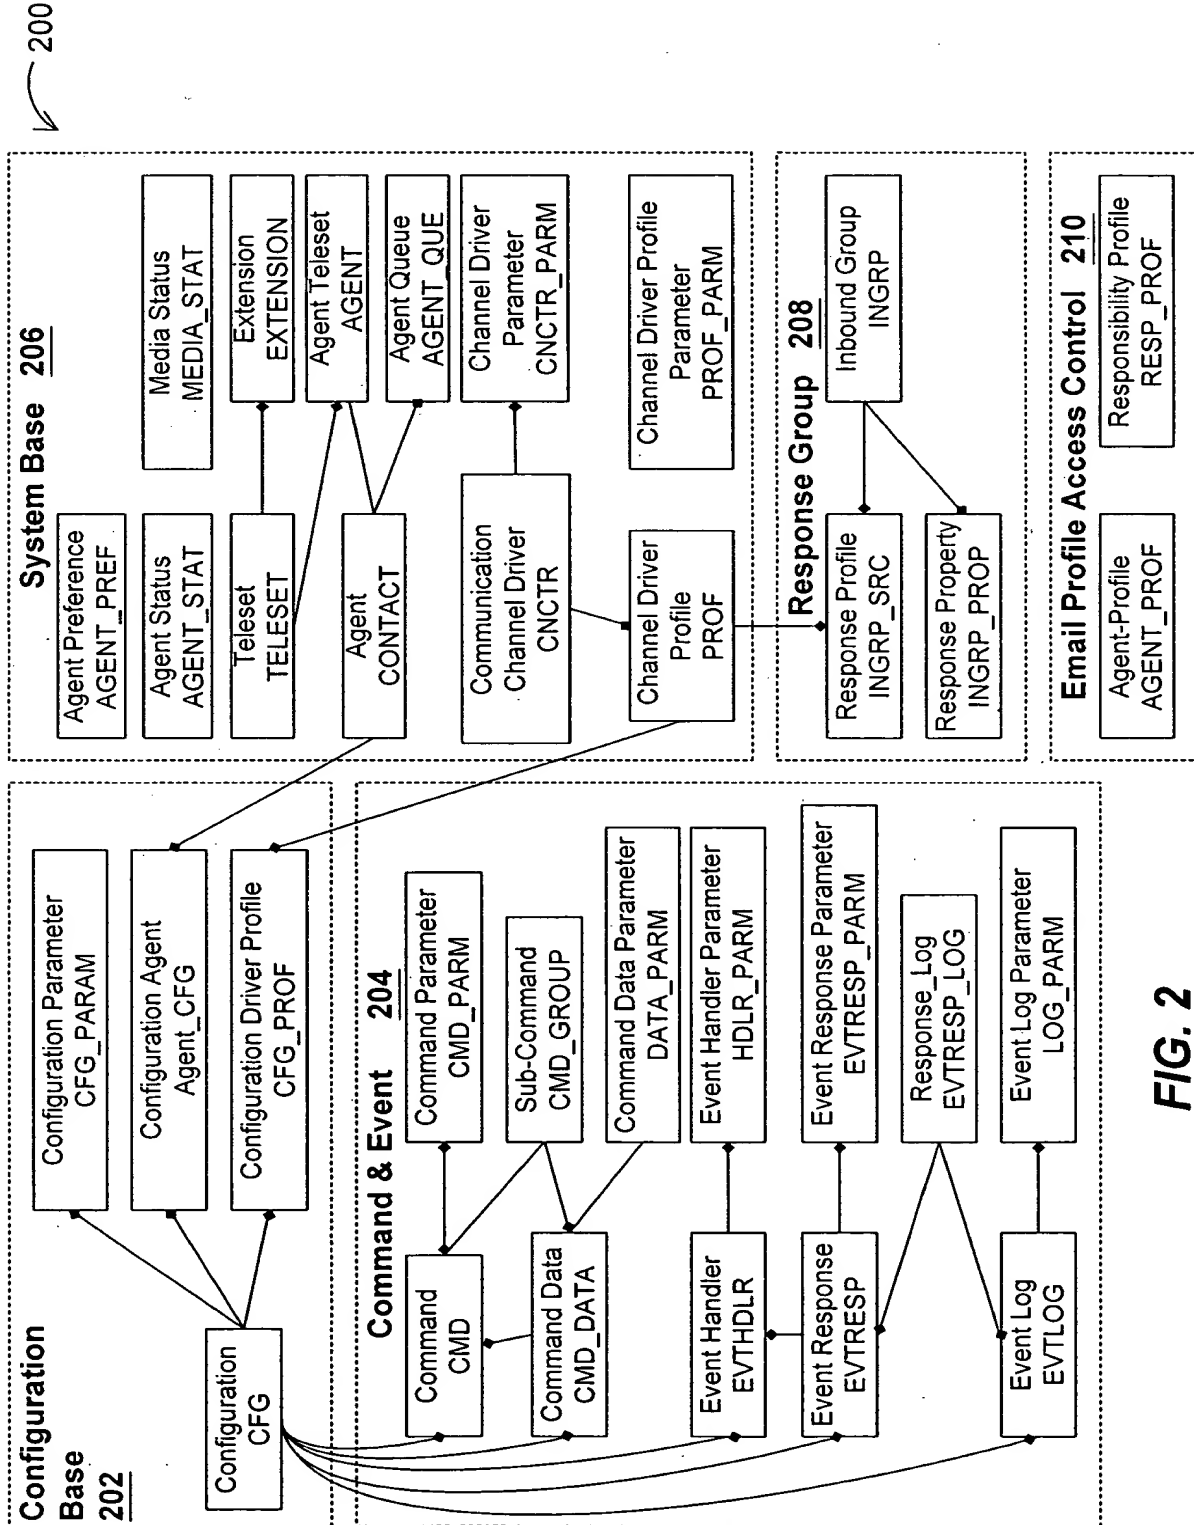 200
Configuration
Base
202
Configuration
CFG
Configuration Parameter
CFG_PARAM
Configuration Agent
Agent_CFG
Configuration Driver Profile
CFG_PROF
System Base 206
Agent Preference
AGENT_PREF
Agent Status
AGENT_STAT
Media Status
MEDIA_STAT
Teleset
TELESET
Extension
EXTENSION
Agent Teleset
AGENT
Agent
CONTACT
Agent Queue
AGENT_QUE
Communication
Channel Driver
CNCTR
Channel Driver
Parameter
CNCTR_PARM
Channel Driver
Profile
PROF
Channel Driver Profile
Parameter
PROF_PARM
Command & Event 204
Command
CMD
Command Parameter
CMD_PARM
Sub-Command
CMD_GROUP
Command Data
CMD_DATA
Command Data Parameter
DATA_PARM
Event Handler
EVTHDLR
Event Handler Parameter
HDLR_PARM
Event Response
EVTRESP
Event Response Parameter
EVTRESP_PARM
Response_Log
EVTRESP_LOG
Event Log
EVTLOG
Event Log Parameter
LOG_PARM
Response Group 208
Response Profile
INGRP_SRC
Inbound Group
INGRP
Response Property
INGRP_PROP
Email Profile Access Control 210
Agent-Profile
AGENT_PROF
Responsibility Profile
RESP_PROF
FIG. 2